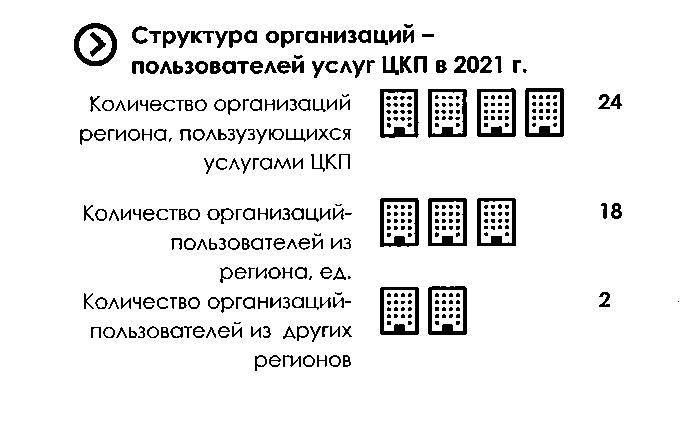 Структура организаций –
пользователей услуг ЦКП в 2021 г.
Количество организаций
региона, пользузующихся
услугами ЦКП
24
Количество организаций-
пользователей из
региона, ед.
18
Количество организаций-
пользователей из других
регионов
2